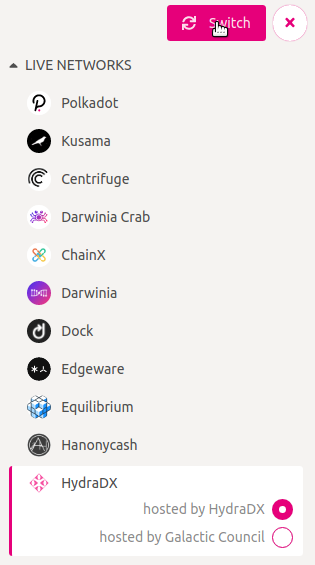 Switch
LIVE NETWORKS
Polkadot
Kusama
Centrifuge
Darwinia Crab
ChainX
Darwinia
Dock
Edgeware
Equilibrium
Hanonycash
HydraDX
hosted by HydraDX
hosted by Galactic Council